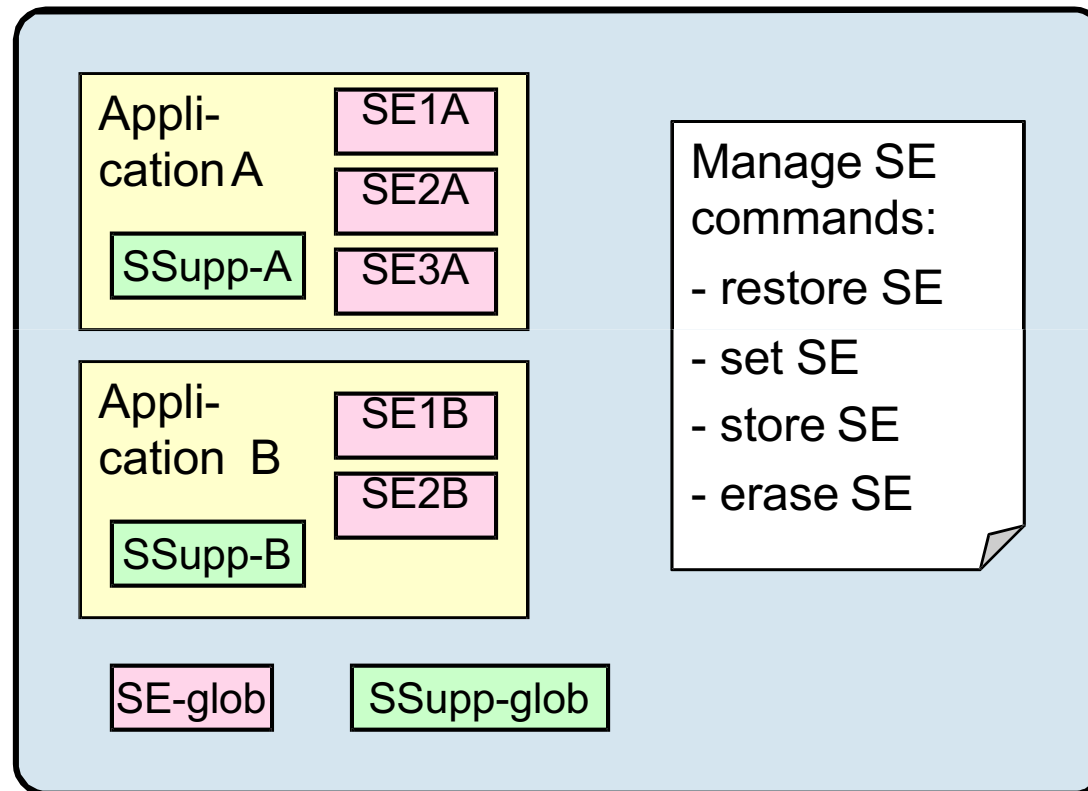 Appli-
cation A
SE1A
SE2A
SSupp-A
SE3A
Appli-
cation B
SE1B
SE2B
SSupp-B
SE-glob
SSupp-glob
Manage SE
commands:
- restore SE
- set SE
- store SE
- erase SE